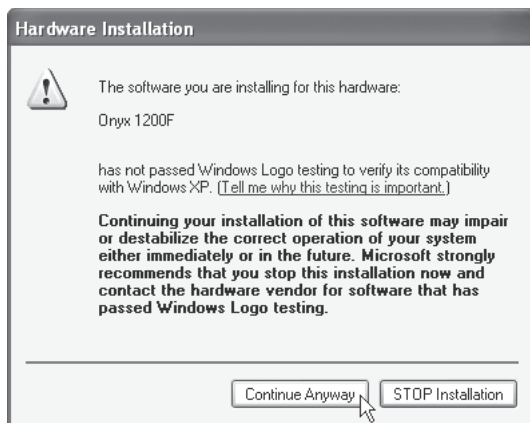 Hardware Installation
The software you are installing for this hardware:
Onyx 1200F
has not passed Windows Logo testing to verify its compatibility
with Windows XP. (Tell me why this testing is important.)
Continuing your installation of this software may impair
or destabilize the correct operation of your system
either immediately or in the future. Microsoft strongly
recommends that you stop this installation now and
contact the hardware vendor for software that has
passed Windows Logo testing.
Continue Anyway
STOP Installation